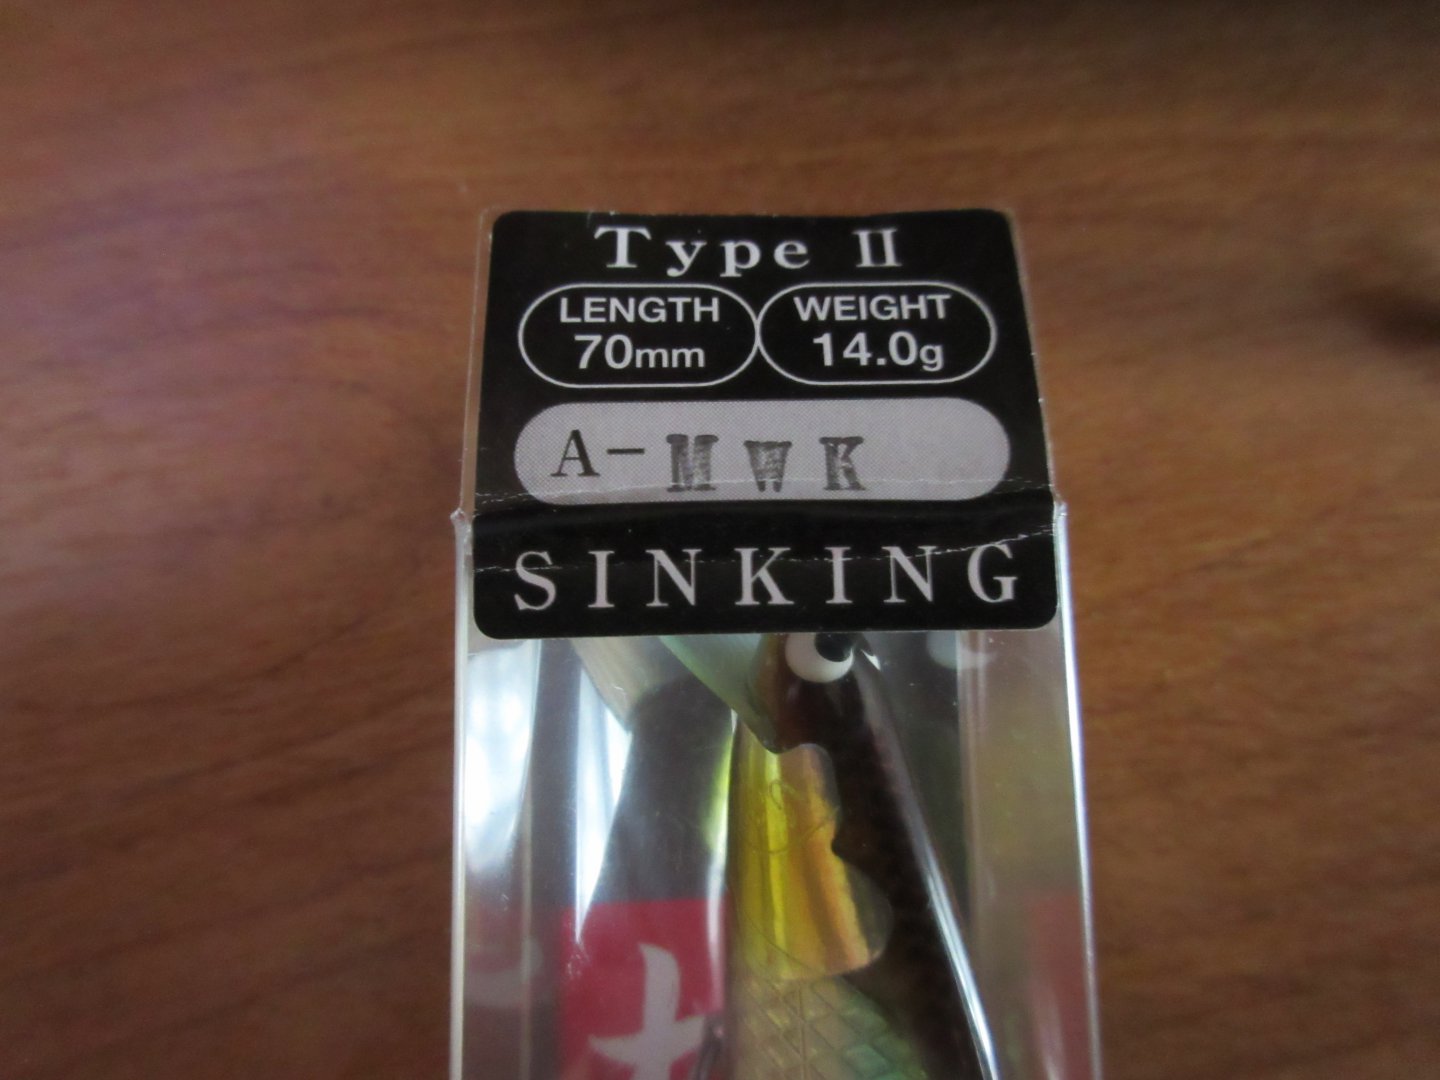 Type II
LENGTH WEIGHT
70mm 14.0g
A-MWK
SINKING